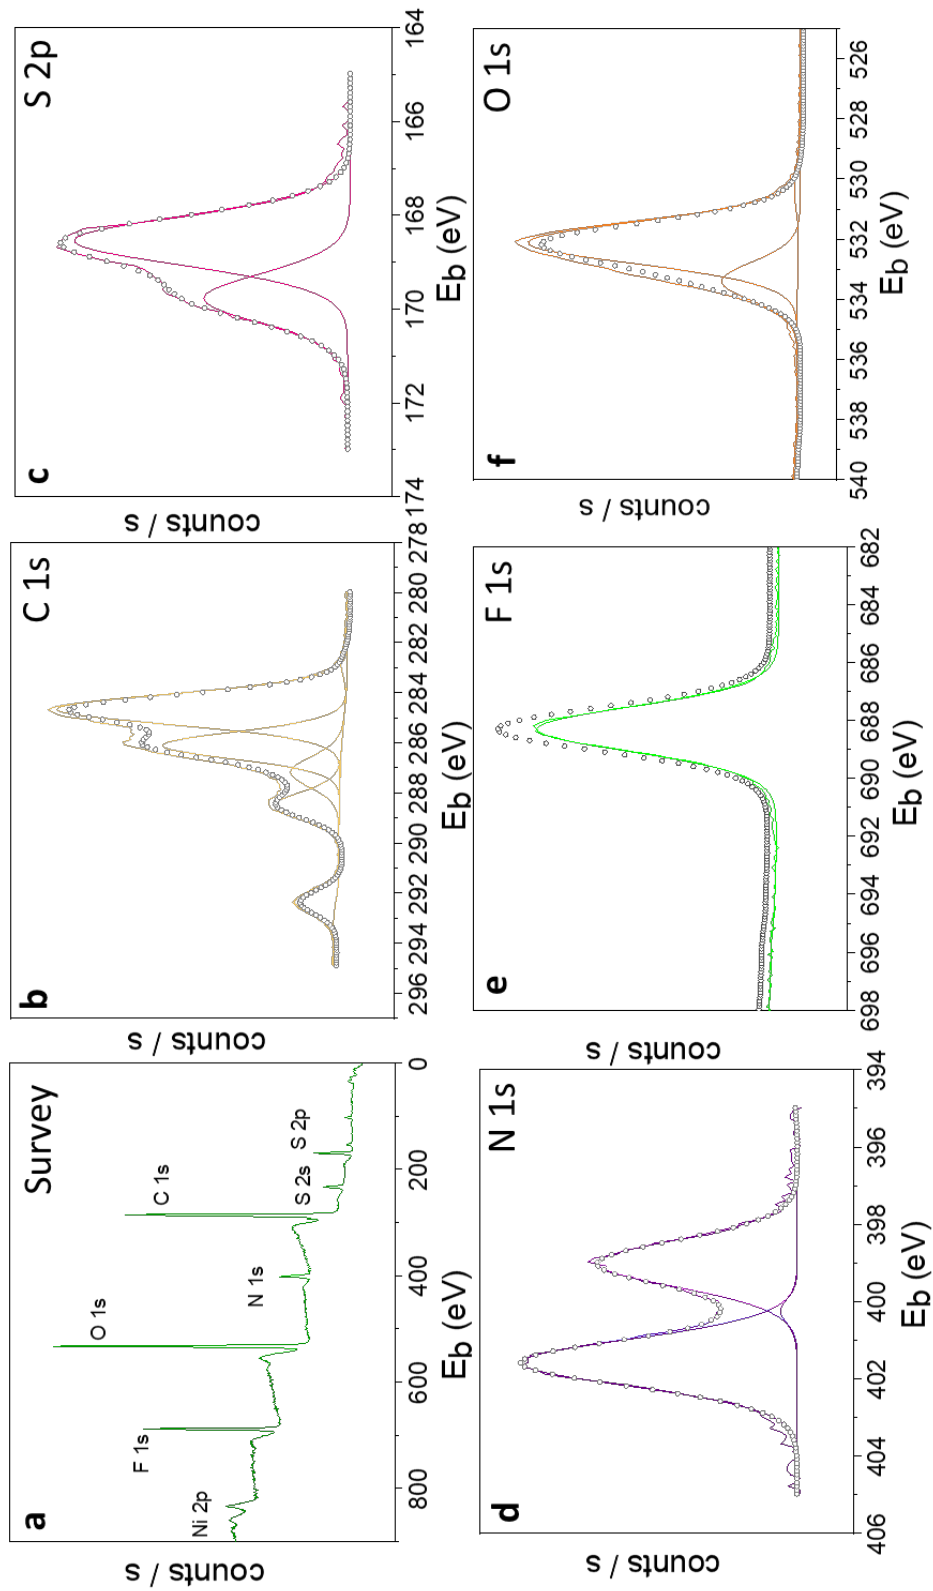 a
Survey
counts / s
Ni 2p
F 1s
O 1s
N 1s
C 1s
S 2s
S 2p
800
600
400
200
0
Eb (eV)
b
C 1s
counts / s
296
294
292
290
288
286
284
282
280
278
Eb (eV)
c
S 2p
counts / s
174
172
170
168
166
164
Eb (eV)
d
N 1s
counts / s
406
404
402
400
398
396
394
Eb (eV)
e
F 1s
counts / s
698
696
694
692
690
688
686
684
682
Eb (eV)
f
O 1s
counts / s
540
538
536
534
532
530
528
526
Eb (eV)